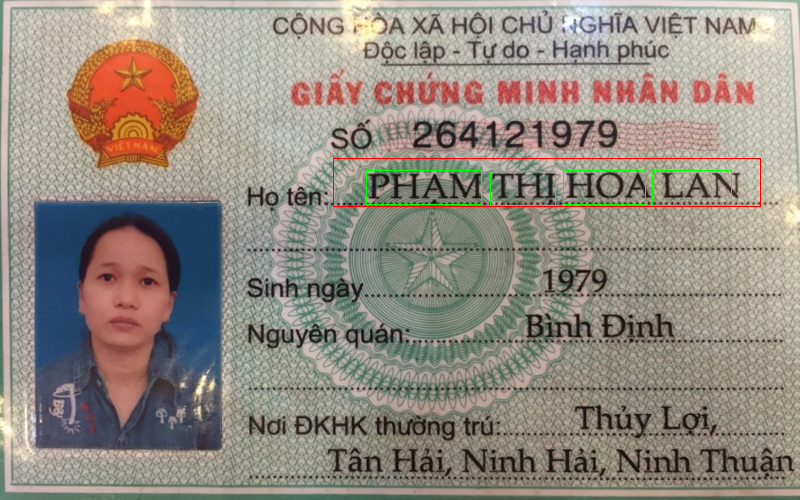 CỘNG HÒA XÃ HỘI CHỦ NGHĨA VIỆT NAM
Độc lập - Tự do - Hạnh phúc
GIẤY CHỨNG MINH NHÂN DÂN
SỐ 264121979
VIỆT NAM
Họ tên: PHẠM THỊ HOA LAN
Sinh ngày 1979
Nguyên quán: Bình Định
Nơi ĐKHK thường trú: Thủy Lợi,
Tân Hải, Ninh Hải, Ninh Thuận